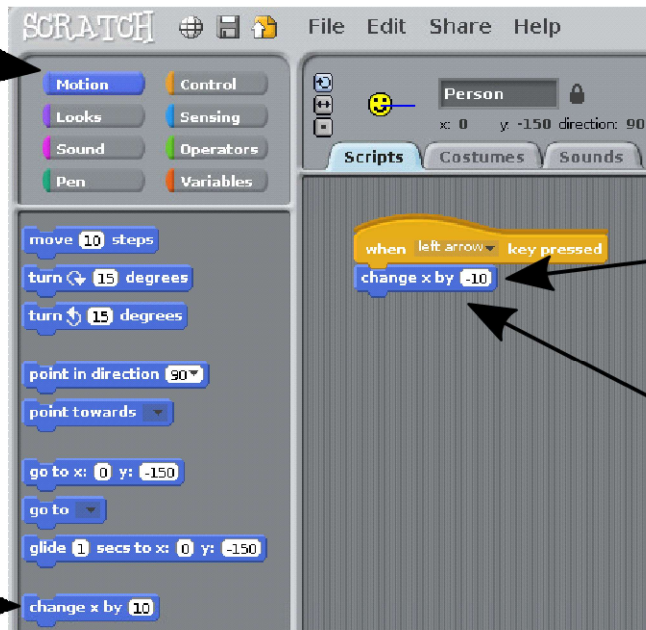 SCRATCH File Edit Share Help
Motion Control
Looks Sensing
Sound Operators
Pen Variables
Person
x: 0 y: -150 direction: 90
Scripts Costumes Sounds
move 10 steps
turn 15 degrees
turn 15 degrees
point in direction 90
point towards
go to x: 0 y: -150
go to
glide 1 secs to x: 0 y: -150
change x by 10
when left arrow key pressed
change x by -10